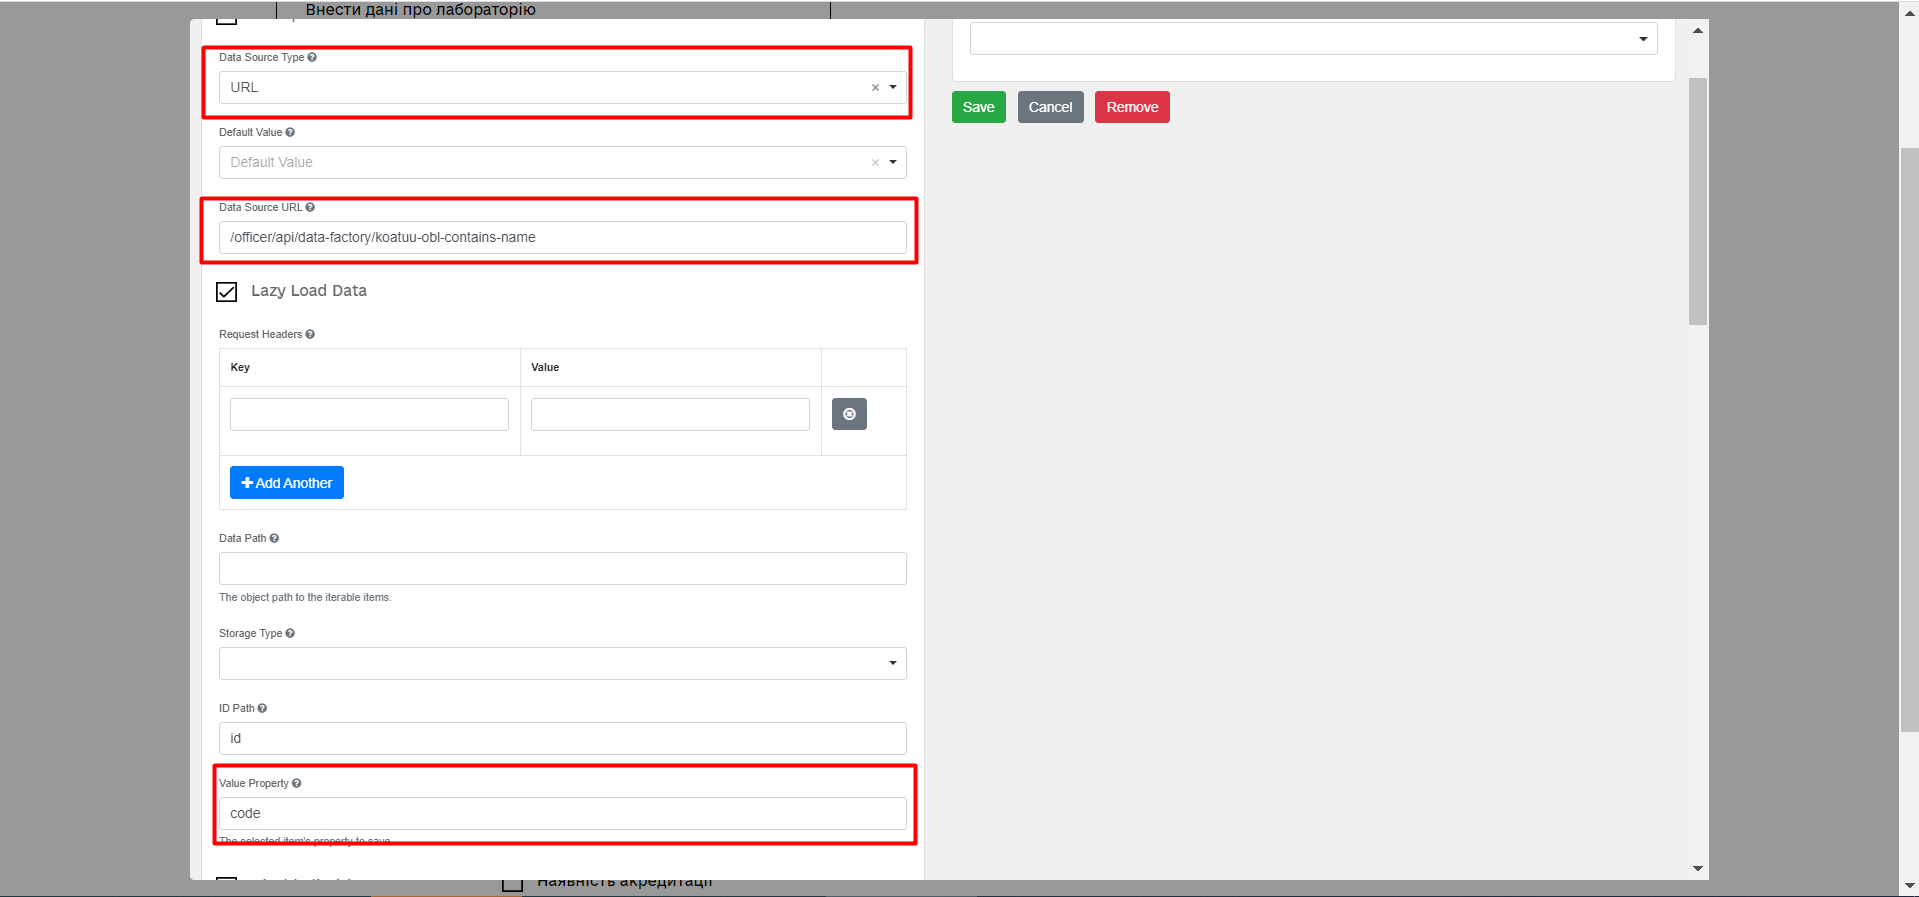 Внести дані про лабораторію
Data Source Type
URL
Default Value
Default Value
Data Source URL
/officer/api/data-factory/koatuu-obl-contains-name
Lazy Load Data
Request Headers
Key Value
Add Another
Data Path
The object path to the iterable items.
Storage Type
ID Path
id
Value Property
code
The selected item's property to save.
Наявність акредитації
Save Cancel Remove